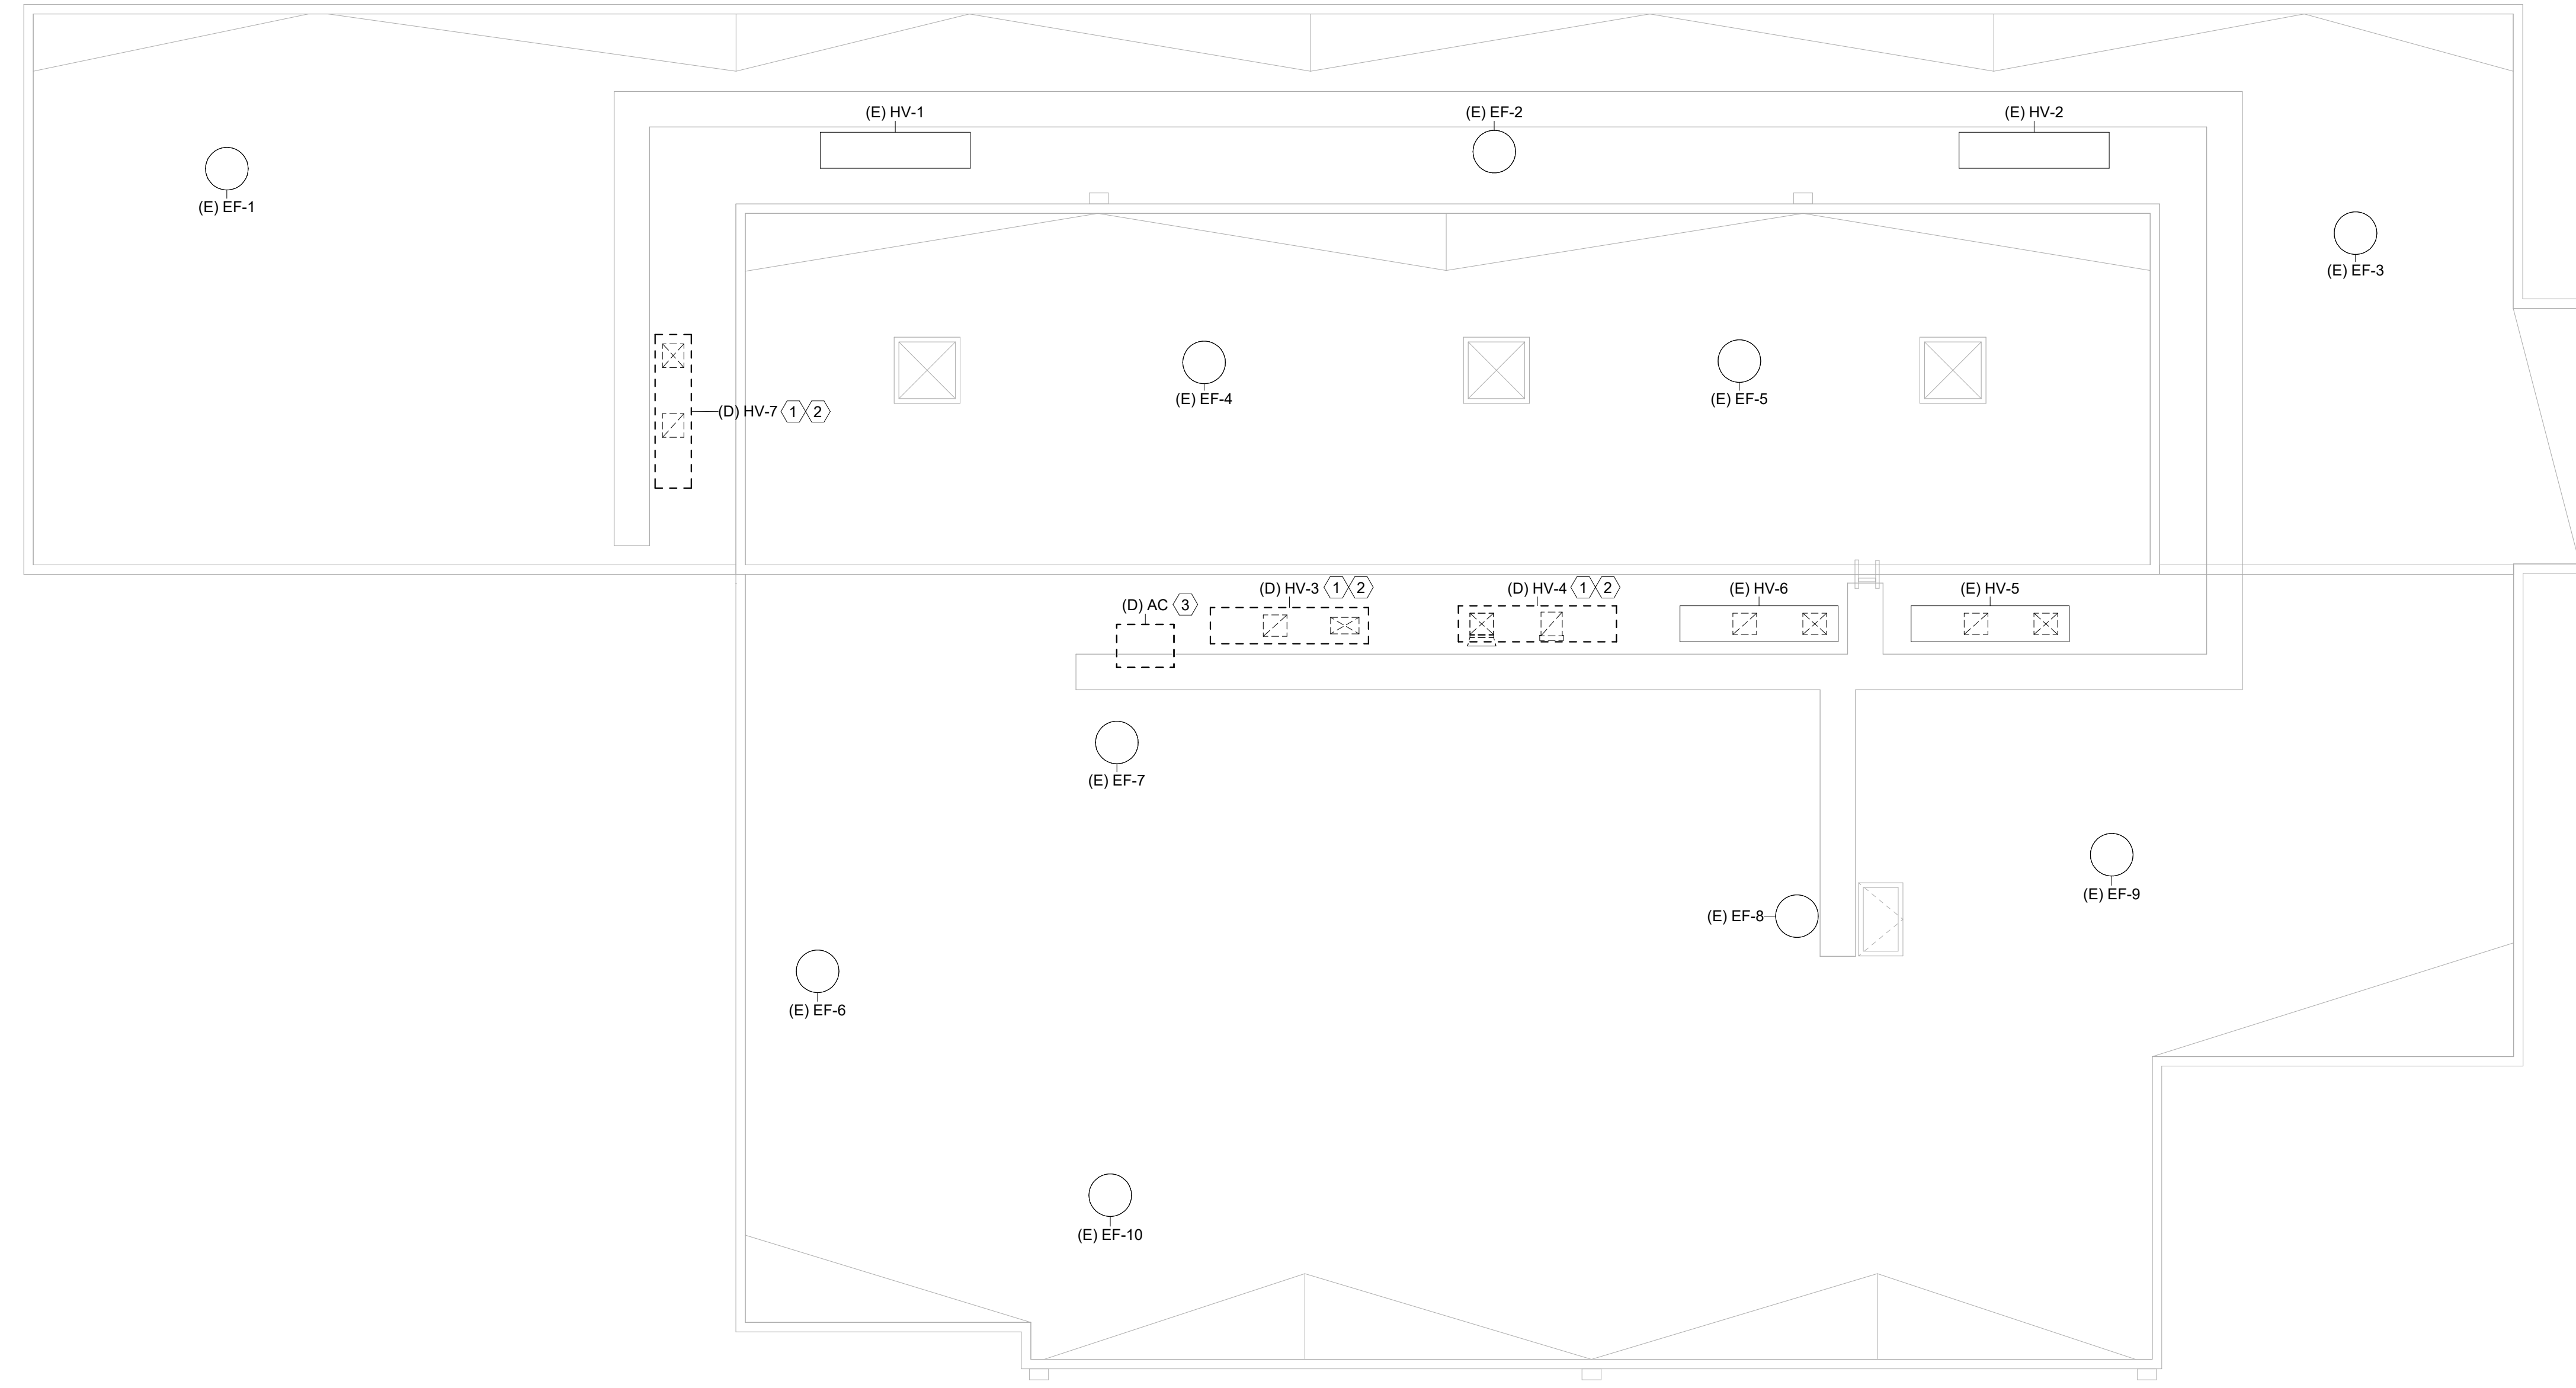 (E) HV-1
(E) EF-2
(E) HV-2
(E) EF-1
(E) EF-3
(E) EF-4
(E) EF-5
(D) HV-7 1 2
(D) AC 3
(D) HV-3 1 2
(D) HV-4 1 2
(E) HV-6
(E) HV-5
(E) EF-7
(E) EF-9
(E) EF-8
(E) EF-6
(E) EF-10